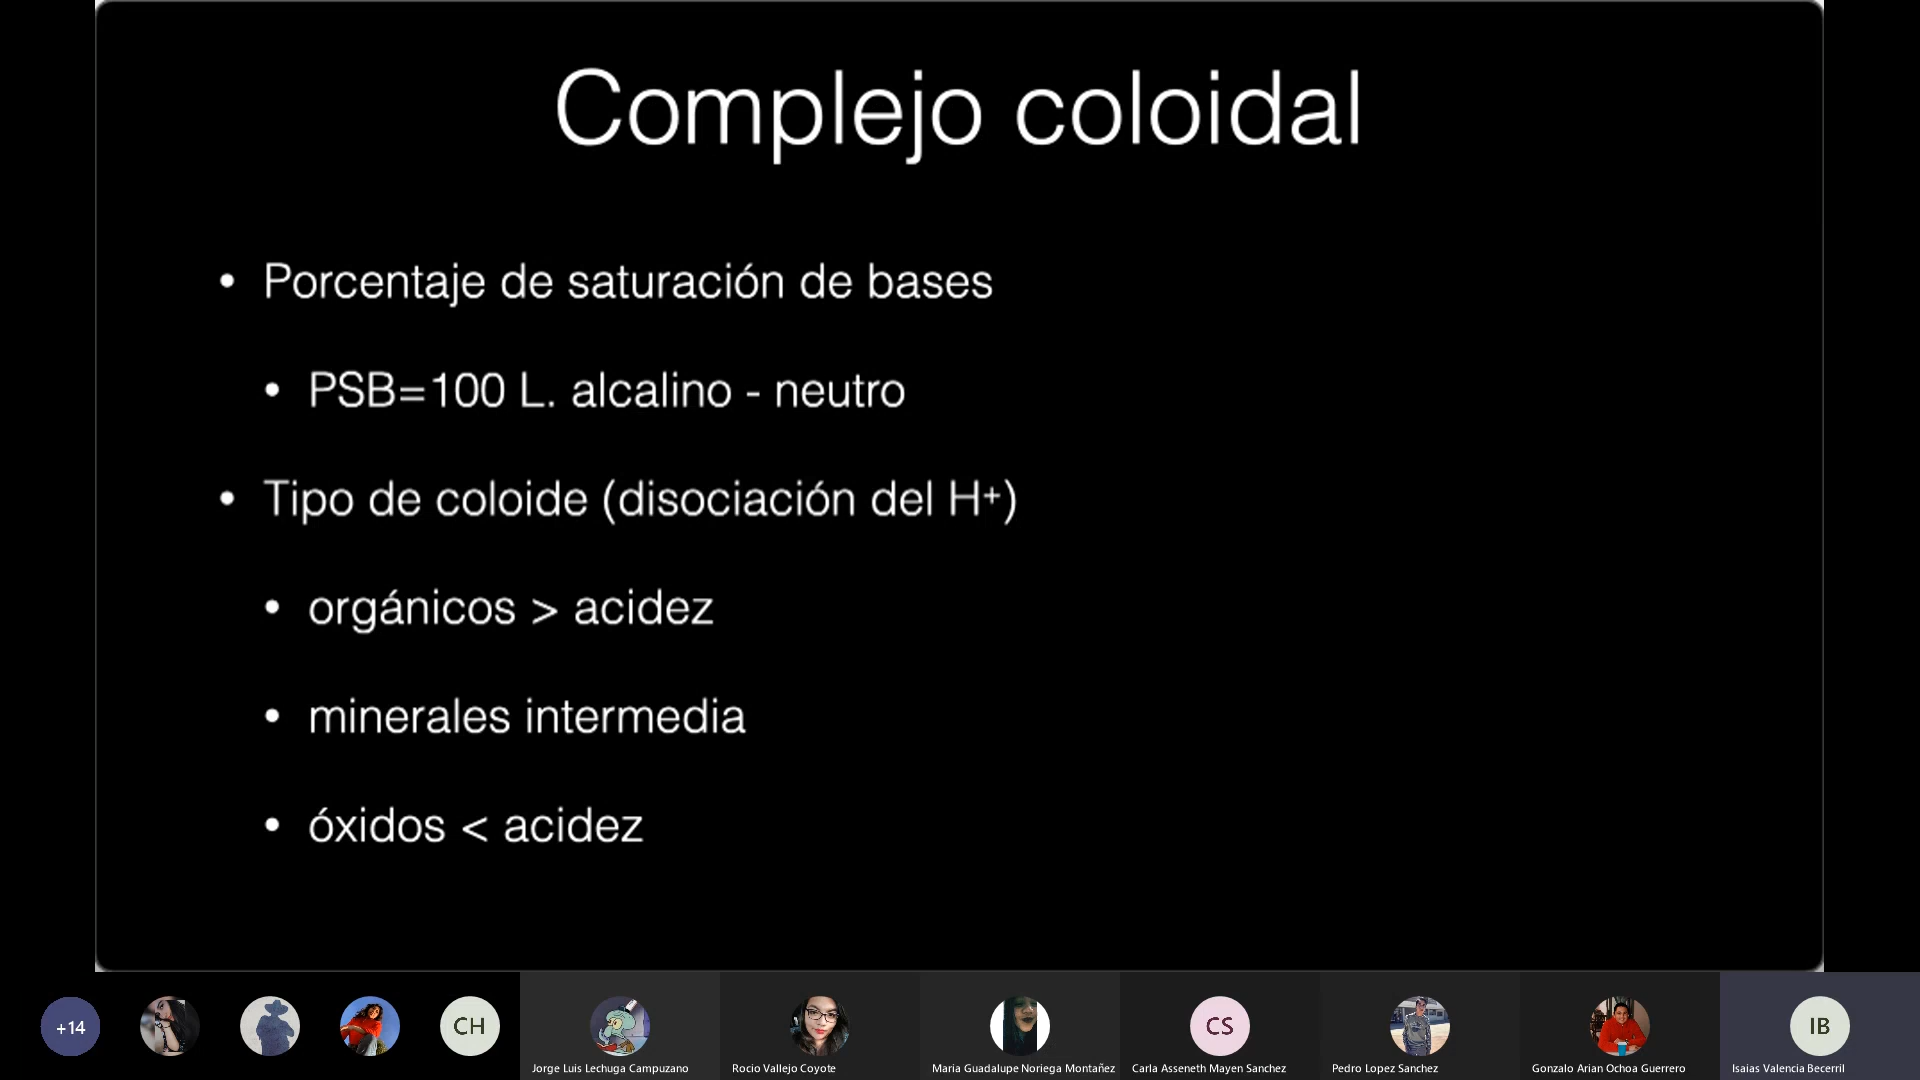 Complejo coloidal
• Porcentaje de saturación de bases
• PSB=100 L. alcalino - neutro
• Tipo de coloide (disociación del H⁺)
• orgánicos > acidez
• minerales intermedia
• óxidos < acidez
+14
CH
CS
IB
Jorge Luis Lechuga Campuzano
Rocio Vallejo Coyote
Maria Guadalupe Noriega Montañez
Carla Asseneth Mayen Sanchez
Pedro Lopez Sanchez
Gonzalo Arian Ochoa Guerrero
Isaias Valencia Becerril